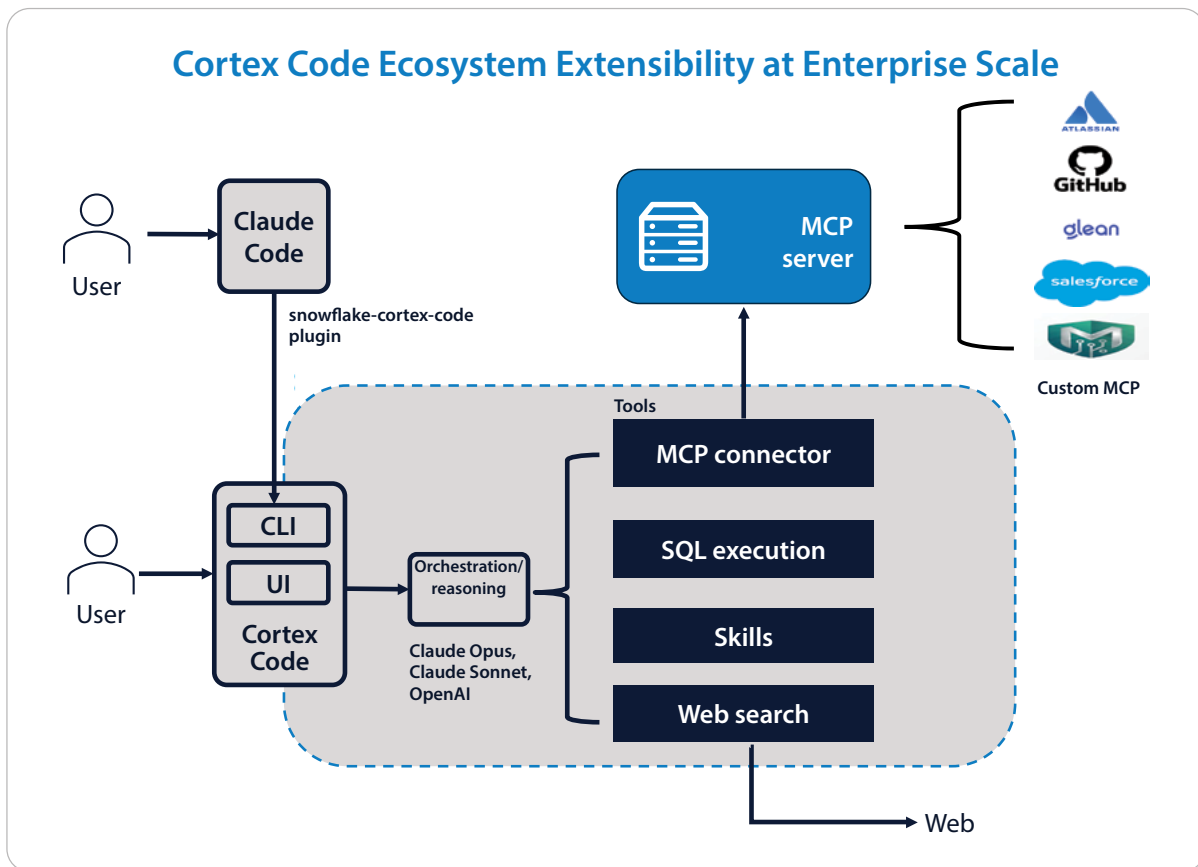 Cortex Code Ecosystem Extensibility at Enterprise Scale
ATLASSIAN
GitHub
glean
salesforce
Custom MCP
User
Claude
Code
MCP
server
snowflake-cortex-code
plugin
Tools
MCP connector
SQL execution
Skills
Web search
User
CLI
UI
Cortex
Code
Orchestration/
reasoning
Claude Opus,
Claude Sonnet,
OpenAI
Web